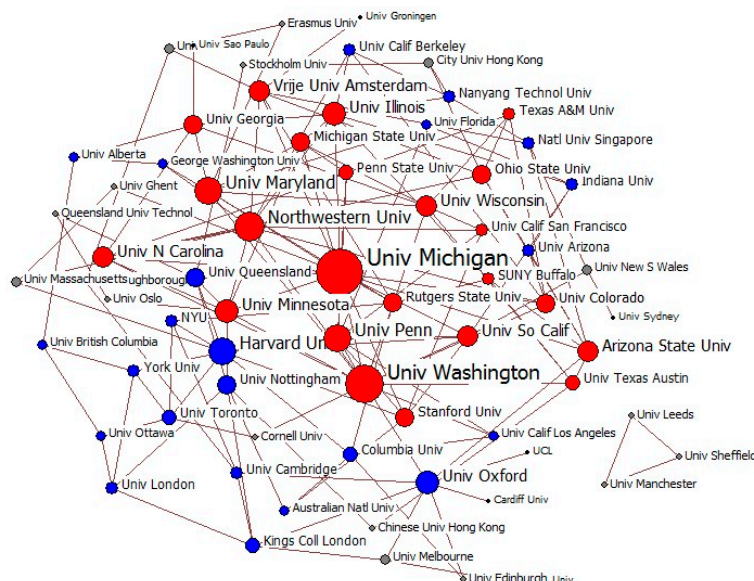 Univ Groningen
Erasmus Univ
Univ Sao Paulo
Univ Calif Berkeley
City Univ Hong Kong
Stockholm Univ
Vrije Univ Amsterdam
Nanyang Technol Univ
Univ Illinois
Texas A&M Univ
Univ Georgia
Univ Florida
Michigan State Univ
Natl Univ Singapore
Univ Alberta
George Washington Univ
Penn State Univ
Ohio State Univ
Univ Ghent
Univ Maryland
Indiana Univ
Univ Wisconsin
Queensland Univ Technol
Northwestern Univ
Univ Calif San Francisco
Univ N Carolina
Univ Arizona
Univ Michigan
Univ Massachusetts
Univ Queensland
SUNY Buffalo
Univ New S Wales
Univ Oslo
Rutgers State Univ
Univ Colorado
Univ Minnesota
Univ Sydney
NYU
Univ Penn
Univ So Calif
Univ British Columbia
Harvard Un
Arizona State Univ
York Univ
Univ Nottingham
Univ Washington
Univ Texas Austin
Univ Toronto
Stanford Univ
Univ Leeds
Univ Ottawa
Cornell Univ
Univ Calif Los Angeles
Columbia Univ
UCL
Univ Sheffield
Univ London
Univ Cambridge
Univ Oxford
Univ Manchester
Cardiff Univ
Australian Natl Univ
Chinese Univ Hong Kong
Kings Coll London
Univ Melbourne
Univ Edinburgh